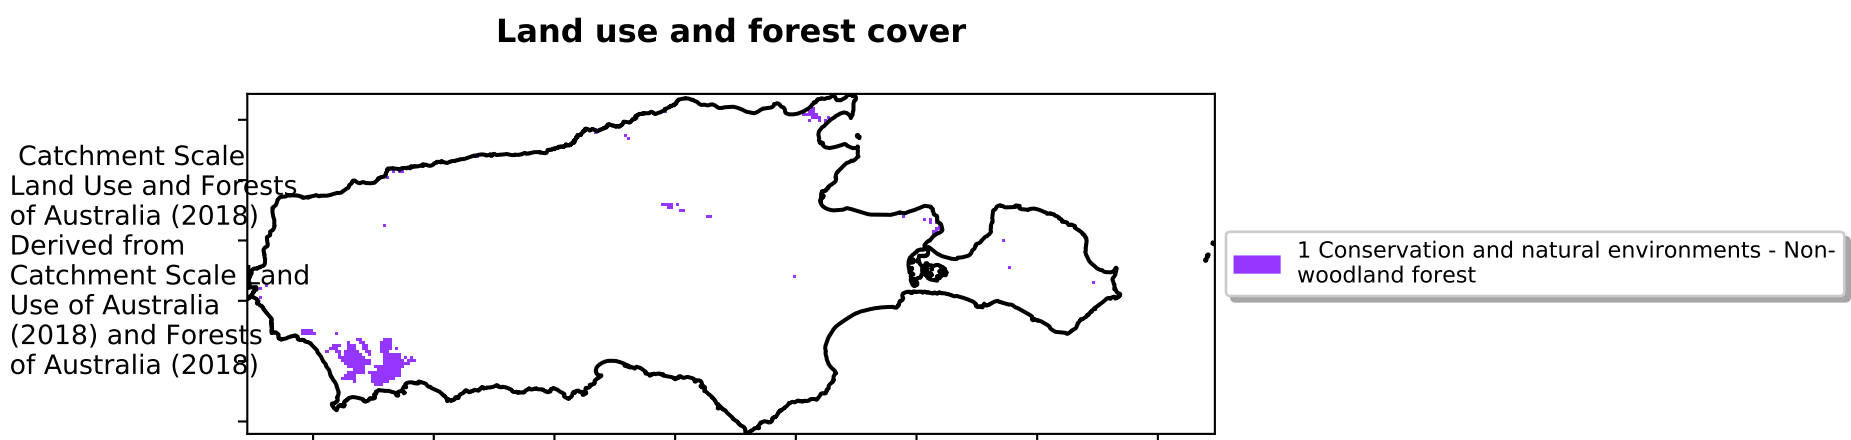 Land use and forest cover
Catchment Scale
Land Use and Forests
of Australia (2018)
Derived from
Catchment Scale Land
Use of Australia
(2018) and Forests
of Australia (2018)
1 Conservation and natural environments - Non-
woodland forest